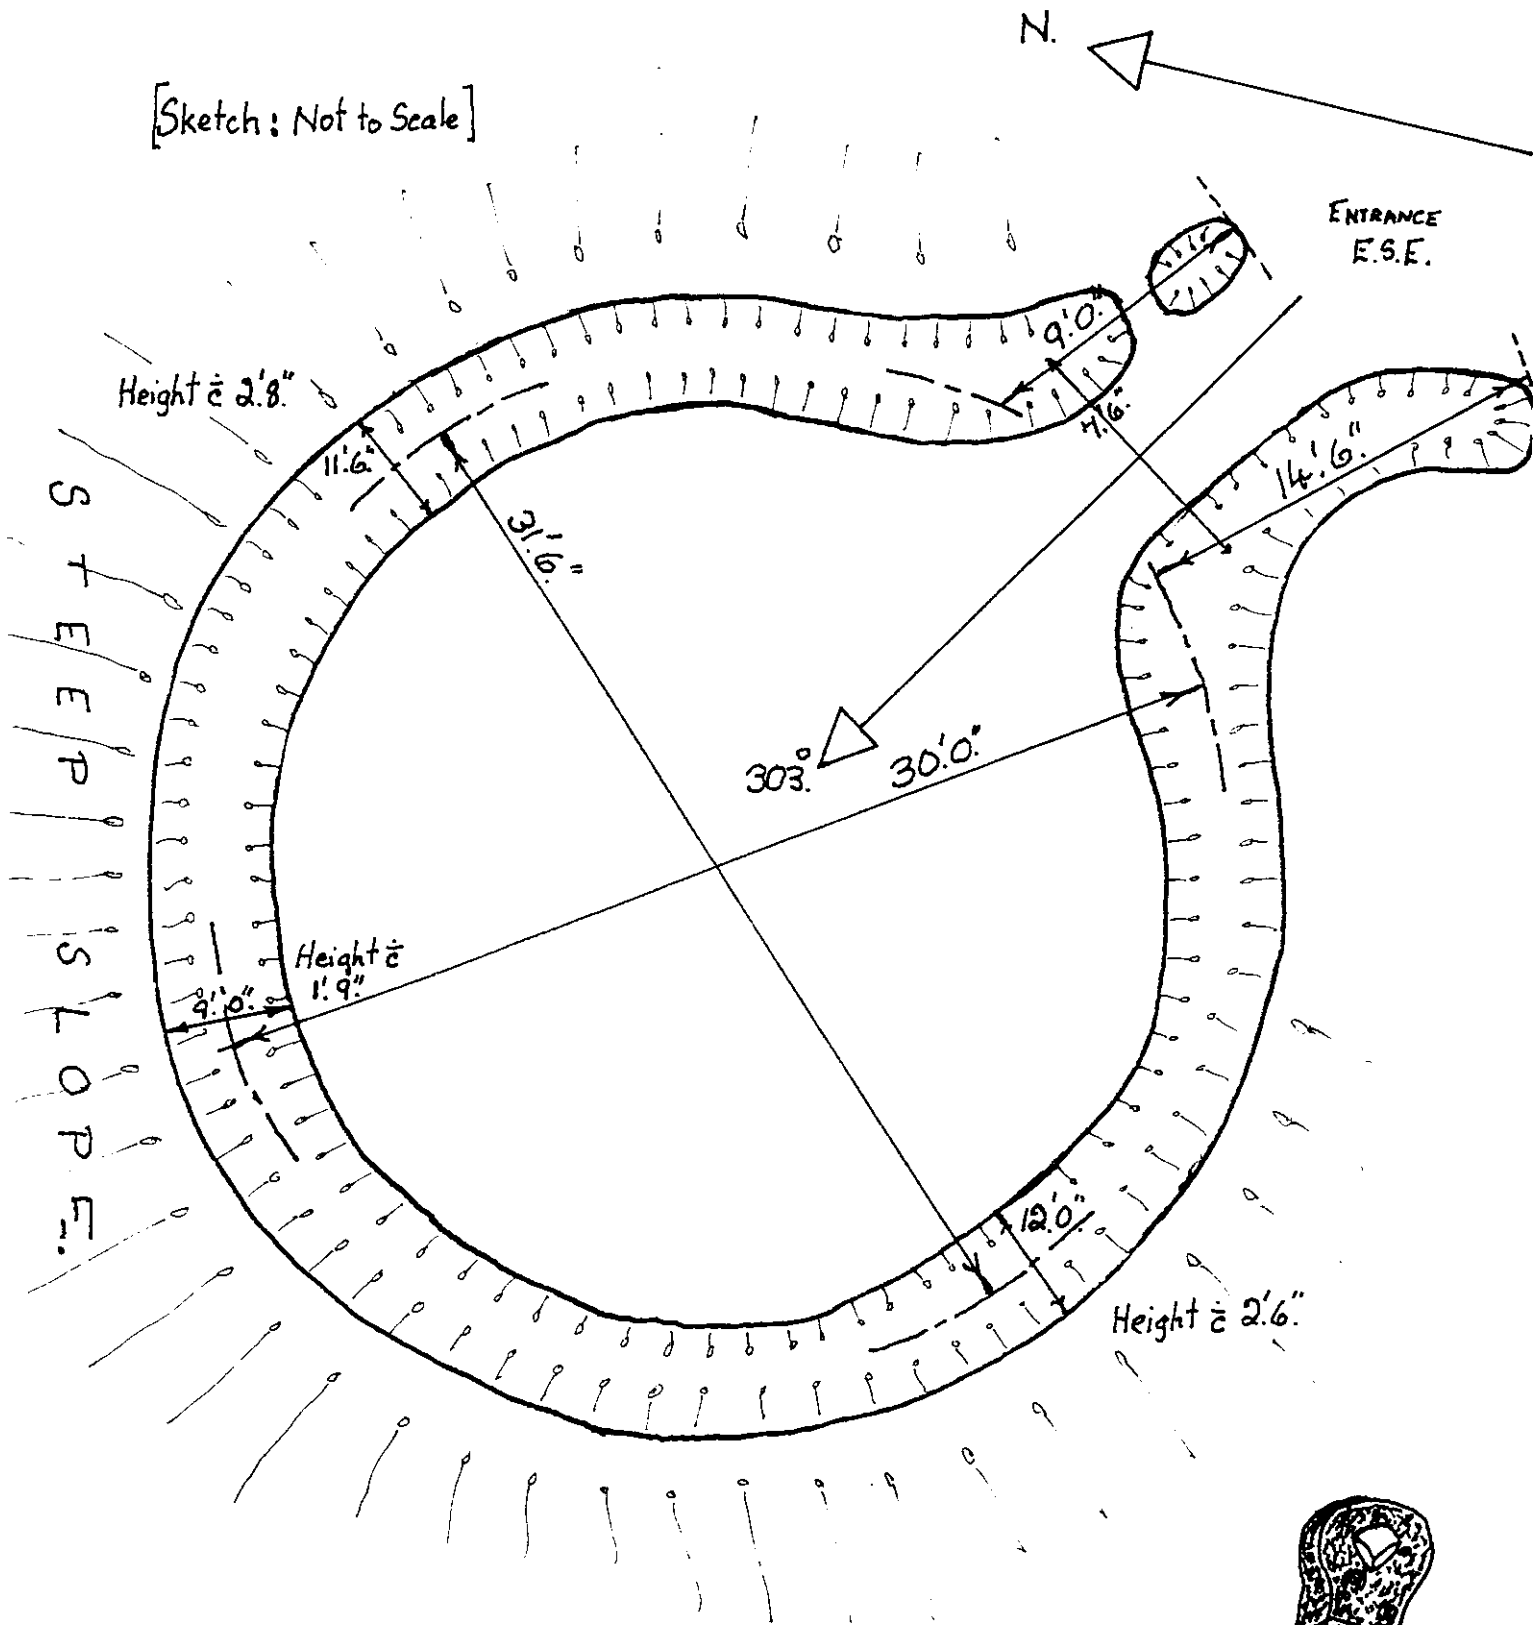 N.
[Sketch: Not to Scale]
ENTRANCE
E.S.E.
9'.0."
Height c̄ 2'.8."
7'.6."
11'.6."
14'.6."
31'.6."
303.°
30'.0."
Height c̄
1'.9."
9'.0".
12'.0."
Height c̄ 2'.6."
STEEP SLOPE.